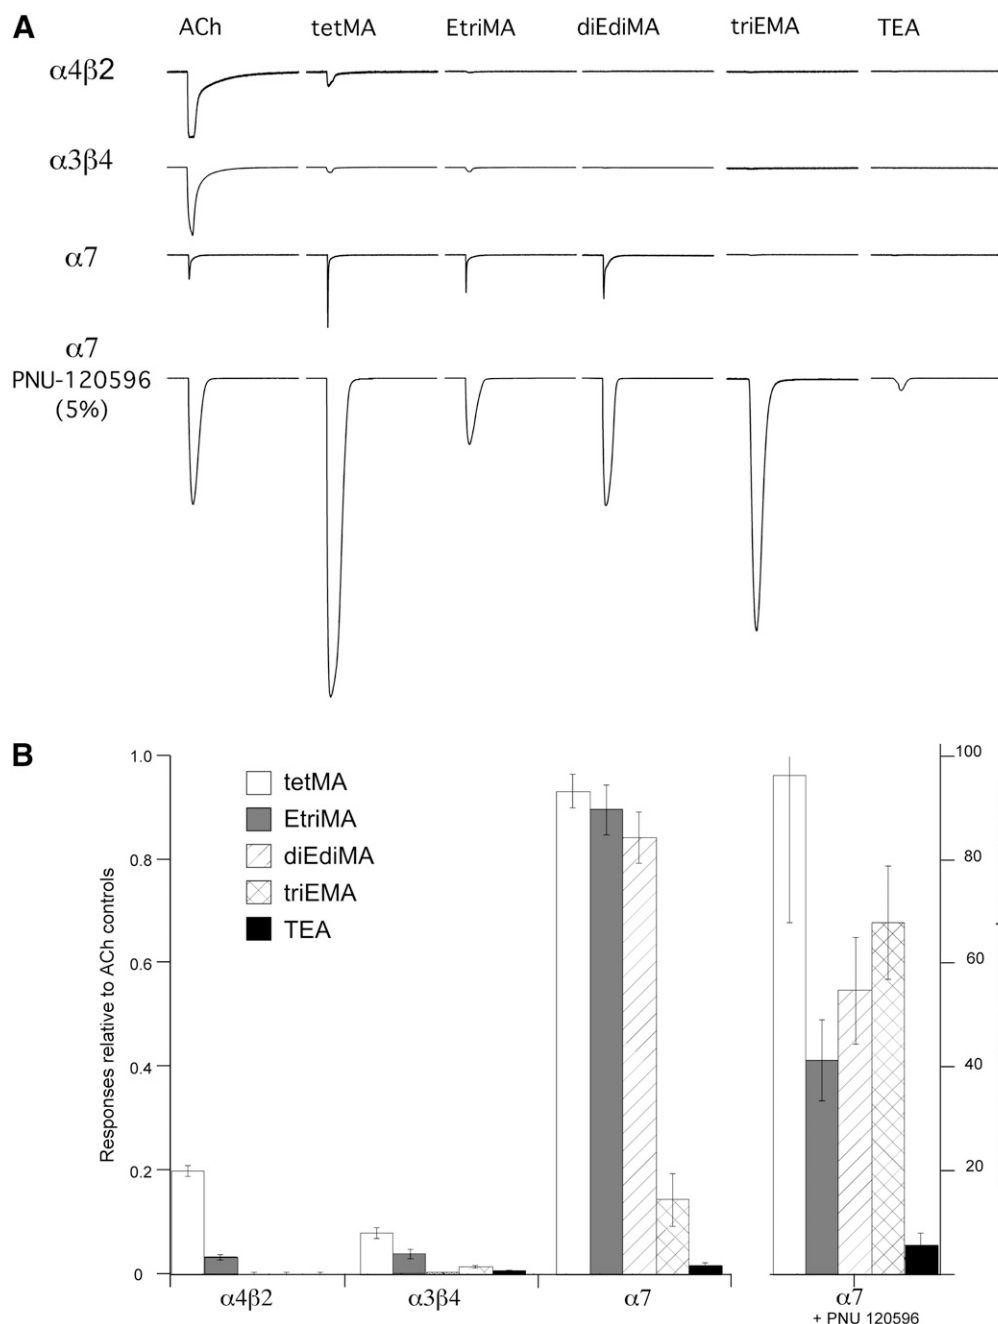 A
ACh tetMA EtriMA diEdiMA triEMA TEA
α4β2
α3β4
α7
α7
PNU-120596
(5%)
B
Responses relative to ACh controls
1.0
0.8
0.6
0.4
0.2
0
tetMA
EtriMA
diEdiMA
triEMA
TEA
100
80
60
40
20
α4β2 α3β4 α7 α7
+ PNU 120596